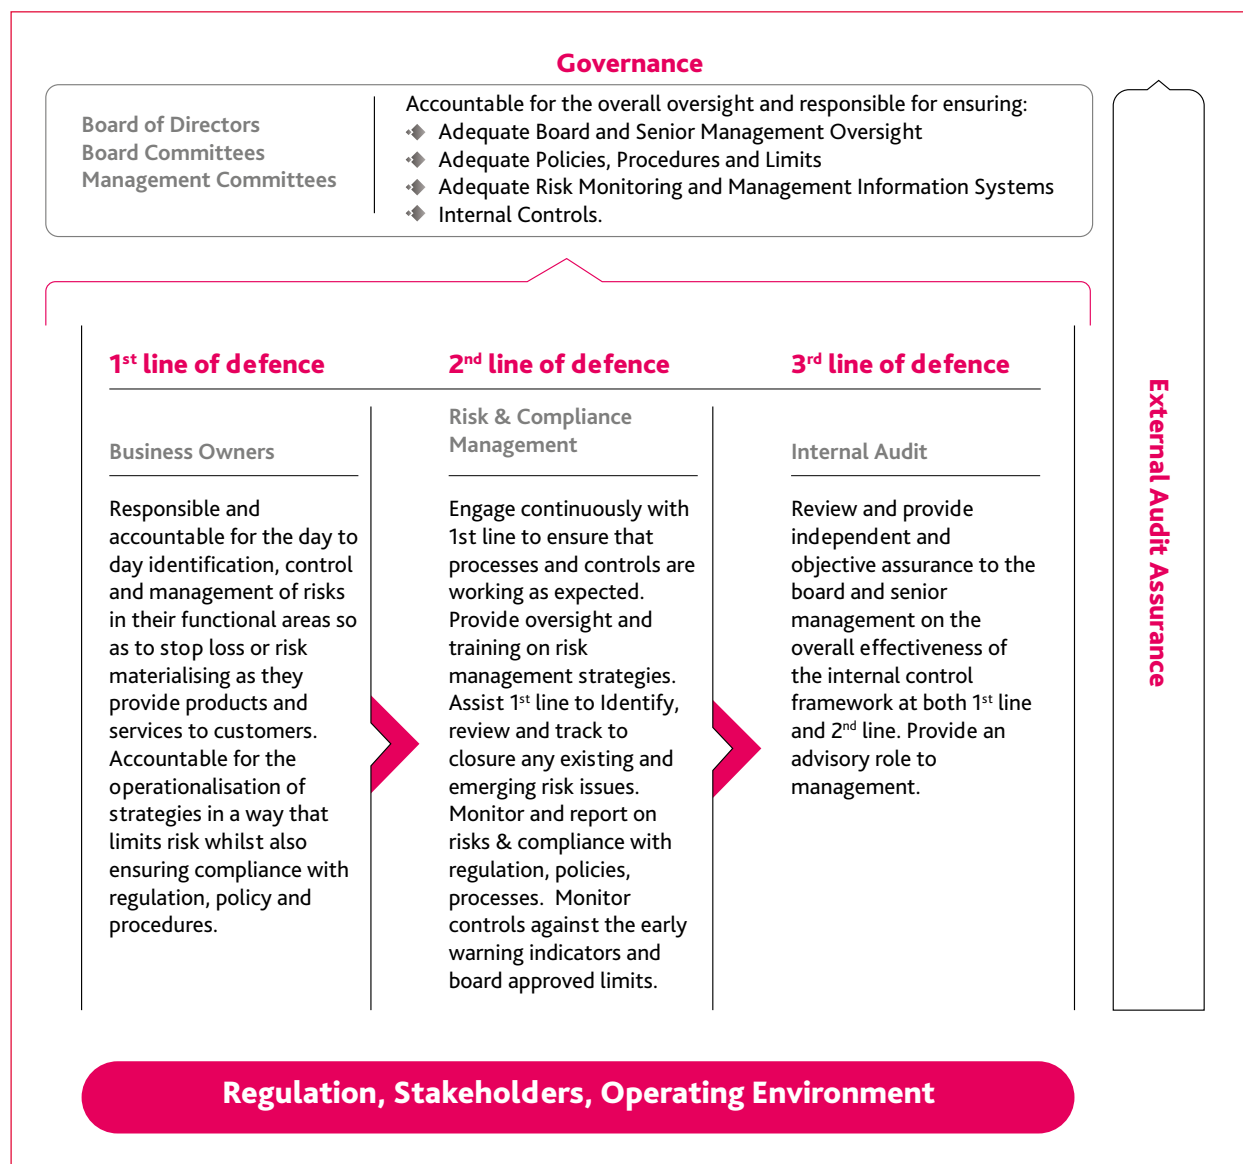 Governance
Board of Directors
Board Committees
Management Committees
Accountable for the overall oversight and responsible for ensuring:
Adequate Board and Senior Management Oversight
Adequate Policies, Procedures and Limits
Adequate Risk Monitoring and Management Information Systems
Internal Controls.
1st line of defence
Business Owners
Responsible and
accountable for the day to
day identification, control
and management of risks
in their functional areas so
as to stop loss or risk
materialising as they
provide products and
services to customers.
Accountable for the
operationalisation of
strategies in a way that
limits risk whilst also
ensuring compliance with
regulation, policy and
procedures.
2nd line of defence
Risk & Compliance
Management
Engage continuously with
1st line to ensure that
processes and controls are
working as expected.
Provide oversight and
training on risk
management strategies.
Assist 1st line to Identify,
review and track to
closure any existing and
emerging risk issues.
Monitor and report on
risks & compliance with
regulation, policies,
processes.  Monitor
controls against the early
warning indicators and
board approved limits.
3rd line of defence
Internal Audit
Review and provide
independent and
objective assurance to the
board and senior
management on the
overall effectiveness of
the internal control
framework at both 1st line
and 2nd line. Provide an
advisory role to
management.
External Audit Assurance
Regulation, Stakeholders, Operating Environment